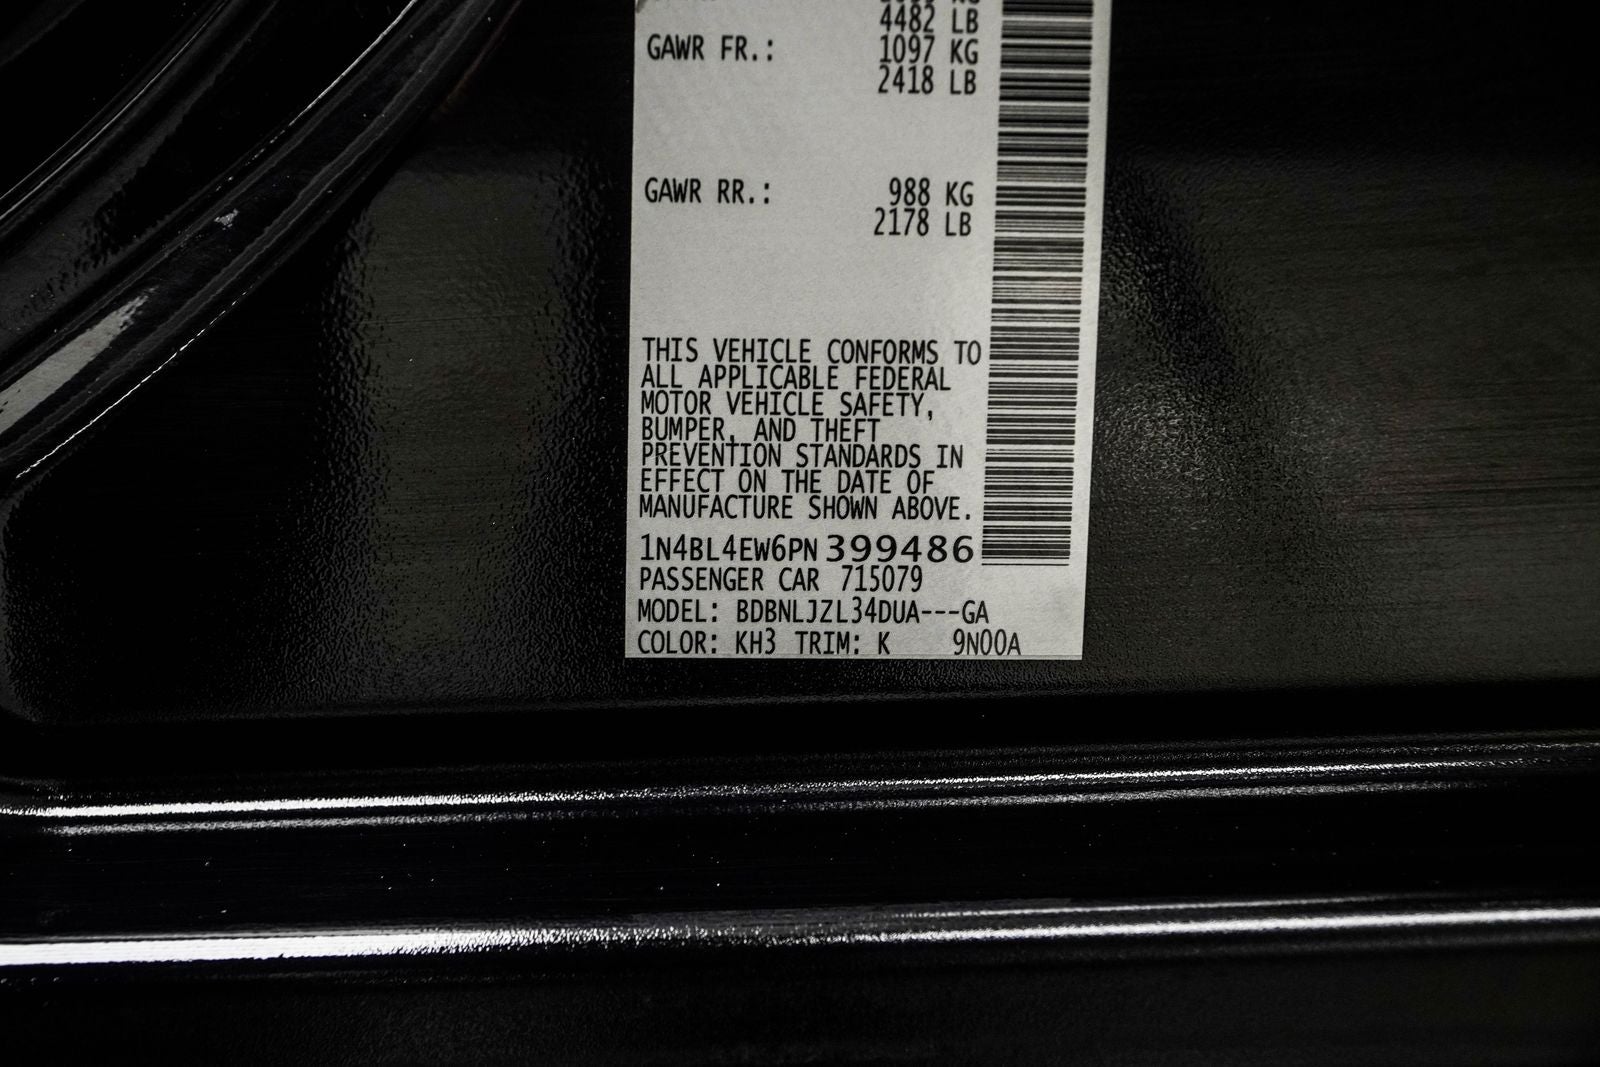 4482 LB
GAWR FR.: 1097 KG
2418 LB
GAWR RR.: 988 KG
2178 LB
THIS VEHICLE CONFORMS TO
ALL APPLICABLE FEDERAL
MOTOR VEHICLE SAFETY,
BUMPER, AND THEFT
PREVENTION STANDARDS IN
EFFECT ON THE DATE OF
MANUFACTURE SHOWN ABOVE.
1N4BL4EW6PN399486
PASSENGER CAR 715079
MODEL: BDBNLJZL34DUA---GA
COLOR: KH3 TRIM: K 9N00A